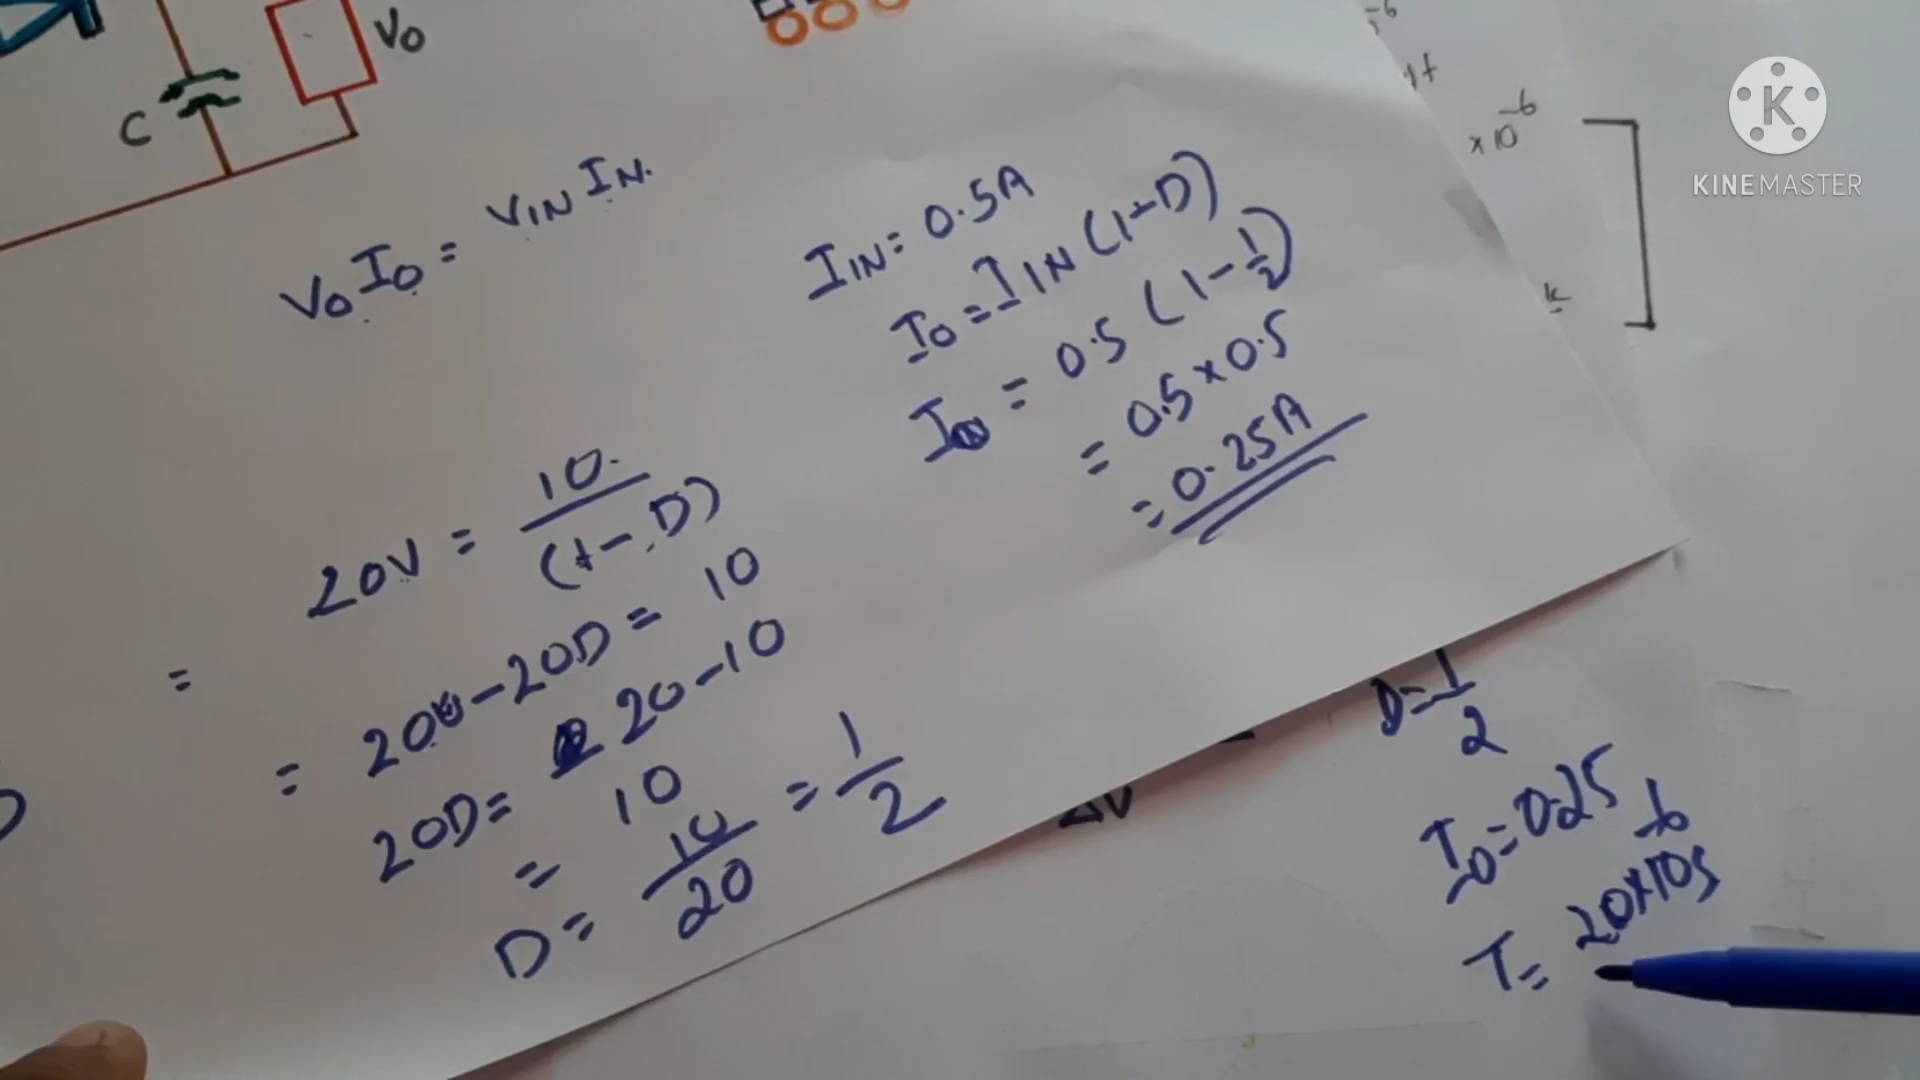 Vo
C
VoIo = VIN IN.
IIN = 0.5A
Io = IIN (1-D)
= 0.5 (1 - 1/2)
= 0.5 x 0.5
= 0.25A
20V = 10 / (1-D)
= 20 - 20D = 10
20D = 20-10
= 10
D = 10/20 = 1/2
x10^-6
KINEMASTER
ΔV
D = 1/2
Io = 0.25
T = 20x10^-6 s